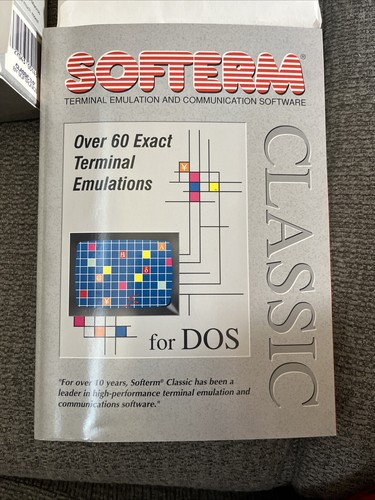 SOFTERM®
TERMINAL EMULATION AND COMMUNICATION SOFTWARE
Over 60 Exact
Terminal
Emulations
CLASSIC
for DOS
"For over 10 years, Softerm® Classic has been a
leader in high-performance terminal emulation and
communications software."